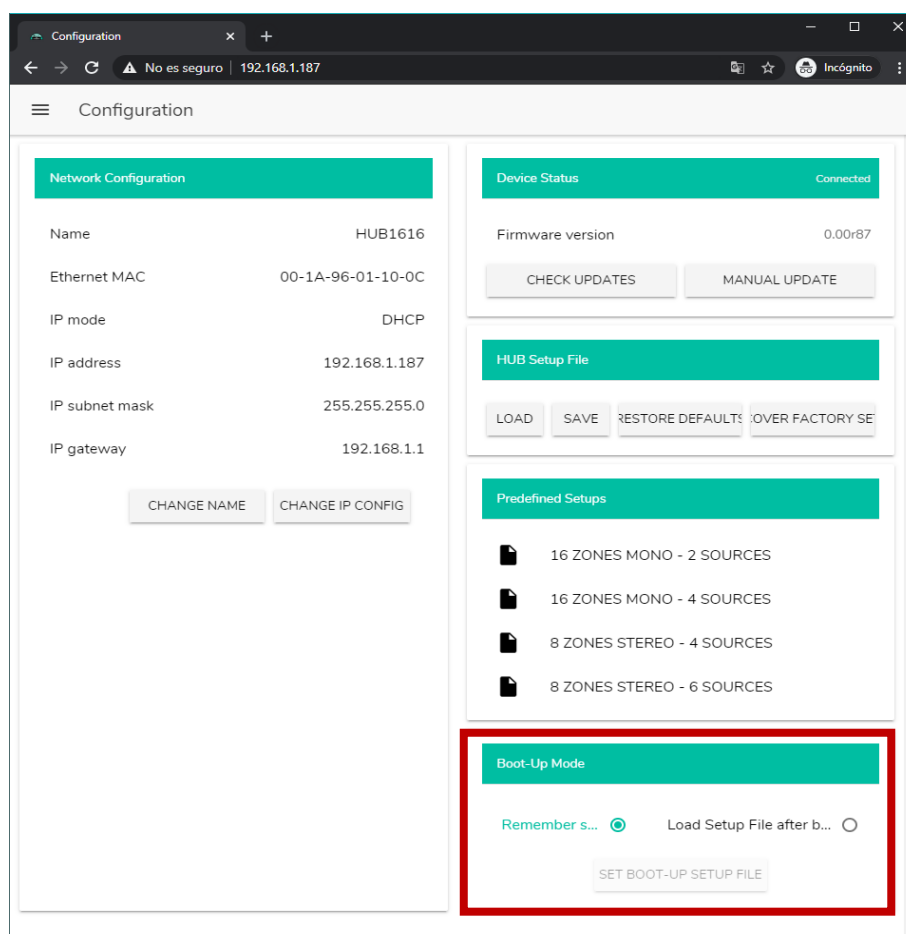 Configuration
No es seguro | 192.168.1.187
Incógnito
Configuration
Network Configuration
Name HUB1616
Ethernet MAC 00-1A-96-01-10-0C
IP mode DHCP
IP address 192.168.1.187
IP subnet mask 255.255.255.0
IP gateway 192.168.1.1
CHANGE NAME CHANGE IP CONFIG
Device Status Connected
Firmware version 0.00r87
CHECK UPDATES MANUAL UPDATE
HUB Setup File
LOAD SAVE RESTORE DEFAULTS OVER FACTORY SE
Predefined Setups
16 ZONES MONO - 2 SOURCES
16 ZONES MONO - 4 SOURCES
8 ZONES STEREO - 4 SOURCES
8 ZONES STEREO - 6 SOURCES
Boot-Up Mode
Remember s... Load Setup File after b...
SET BOOT-UP SETUP FILE